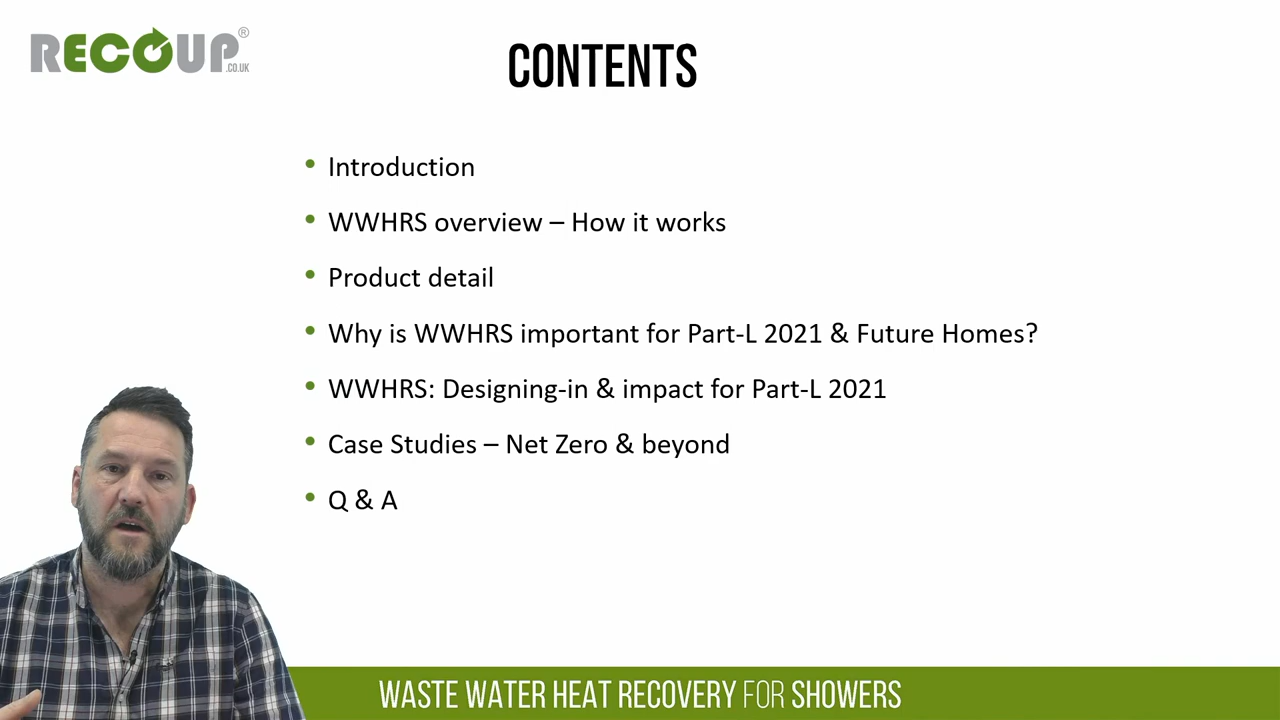 RECOUP®
.CO.UK
CONTENTS
• Introduction
• WWHRS overview – How it works
• Product detail
• Why is WWHRS important for Part-L 2021 & Future Homes?
• WWHRS: Designing-in & impact for Part-L 2021
• Case Studies – Net Zero & beyond
• Q & A
WASTE WATER HEAT RECOVERY FOR SHOWERS